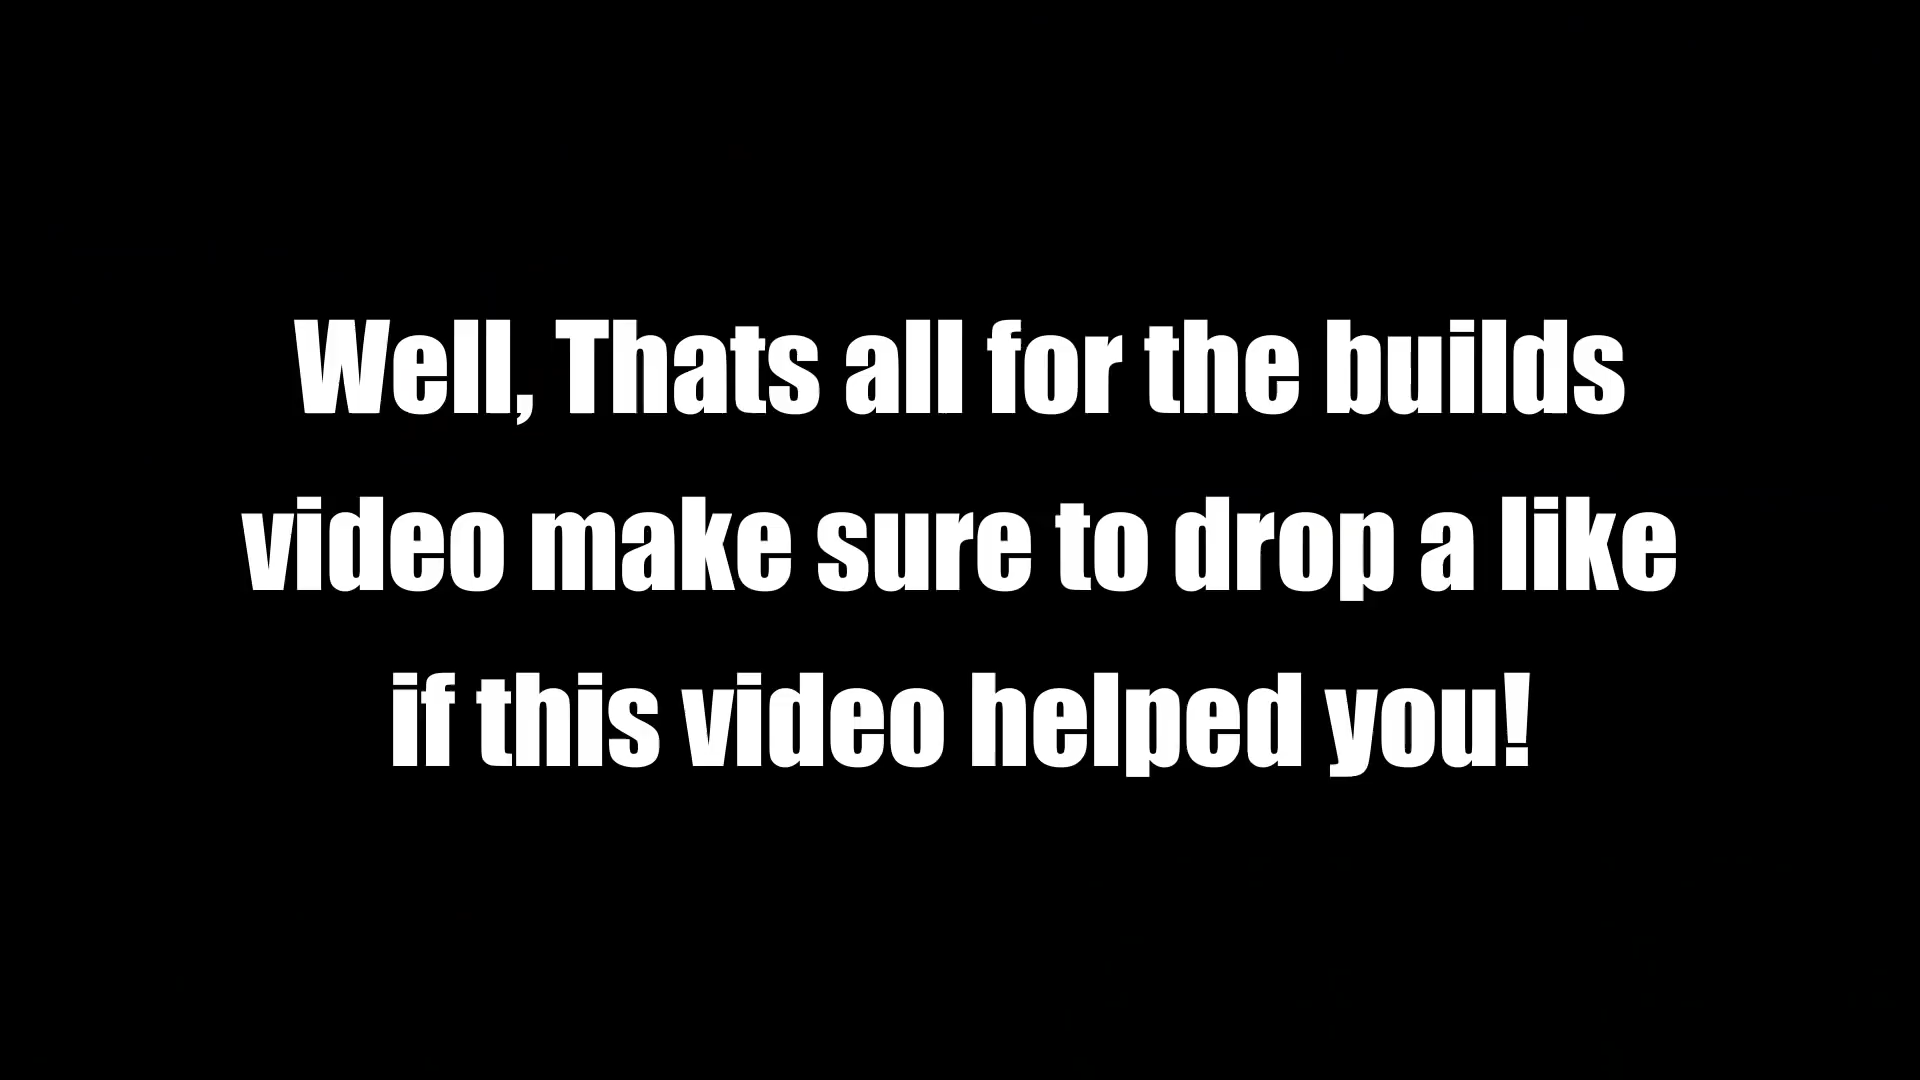 Well, Thats all for the builds
video make sure to drop a like
if this video helped you!